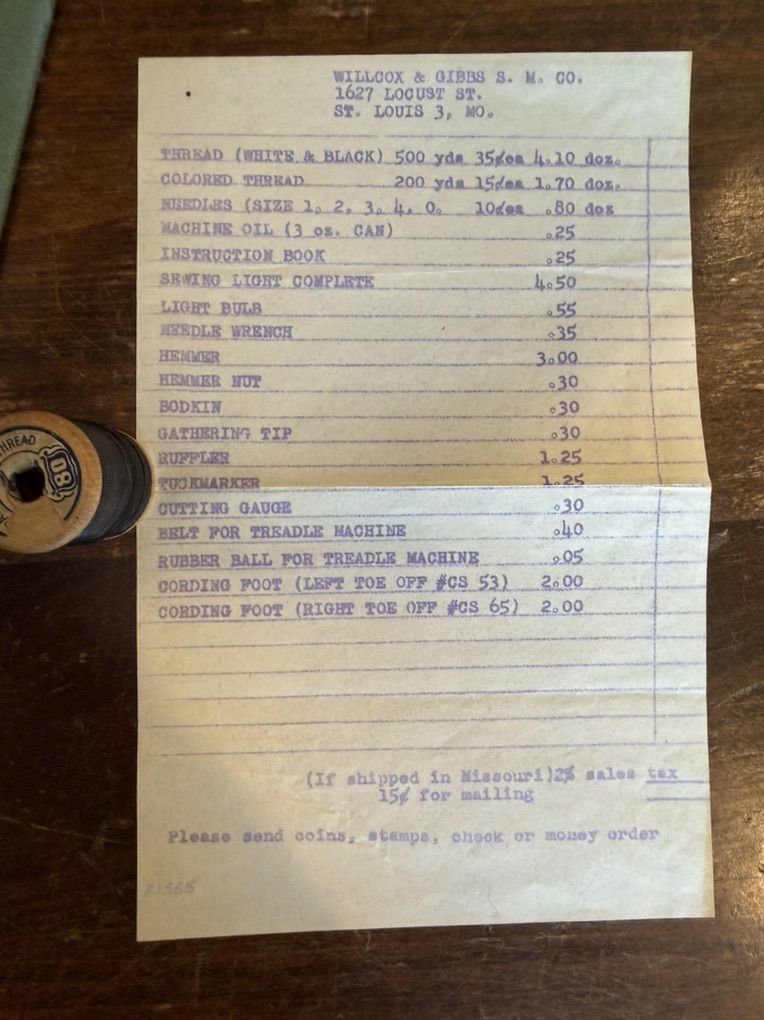 WILLCOX & GIBBS S. M. CO.
1627 LOCUST ST.
ST. LOUIS 3, MO.
THREAD (WHITE & BLACK) 500 yds 35¢ea 4.10 doz.
COLORED THREAD 200 yds 15¢ea 1.70 doz.
NEEDLES (SIZE 1, 2, 3, 4, 0. 10¢ea .80 doz
MACHINE OIL (3 oz. CAN) .25
INSTRUCTION BOOK .25
SEWING LIGHT COMPLETE 4.50
LIGHT BULB .55
NEEDLE WRENCH .35
HEMMER 3.00
HEMMER NUT .30
BODKIN .30
GATHERING TIP .30
RUFFLER 1.25
TUCKMARKER 1.25
CUTTING GAUGE .30
BELT FOR TREADLE MACHINE .40
RUBBER BALL FOR TREADLE MACHINE .05
CORDING FOOT (LEFT TOE OFF #CS 53) 2.00
CORDING FOOT (RIGHT TOE OFF #CS 65) 2.00
(If shipped in Missouri)2% sales tax
15¢ for mailing
Please send coins, stamps, check or money order
THREAD
80